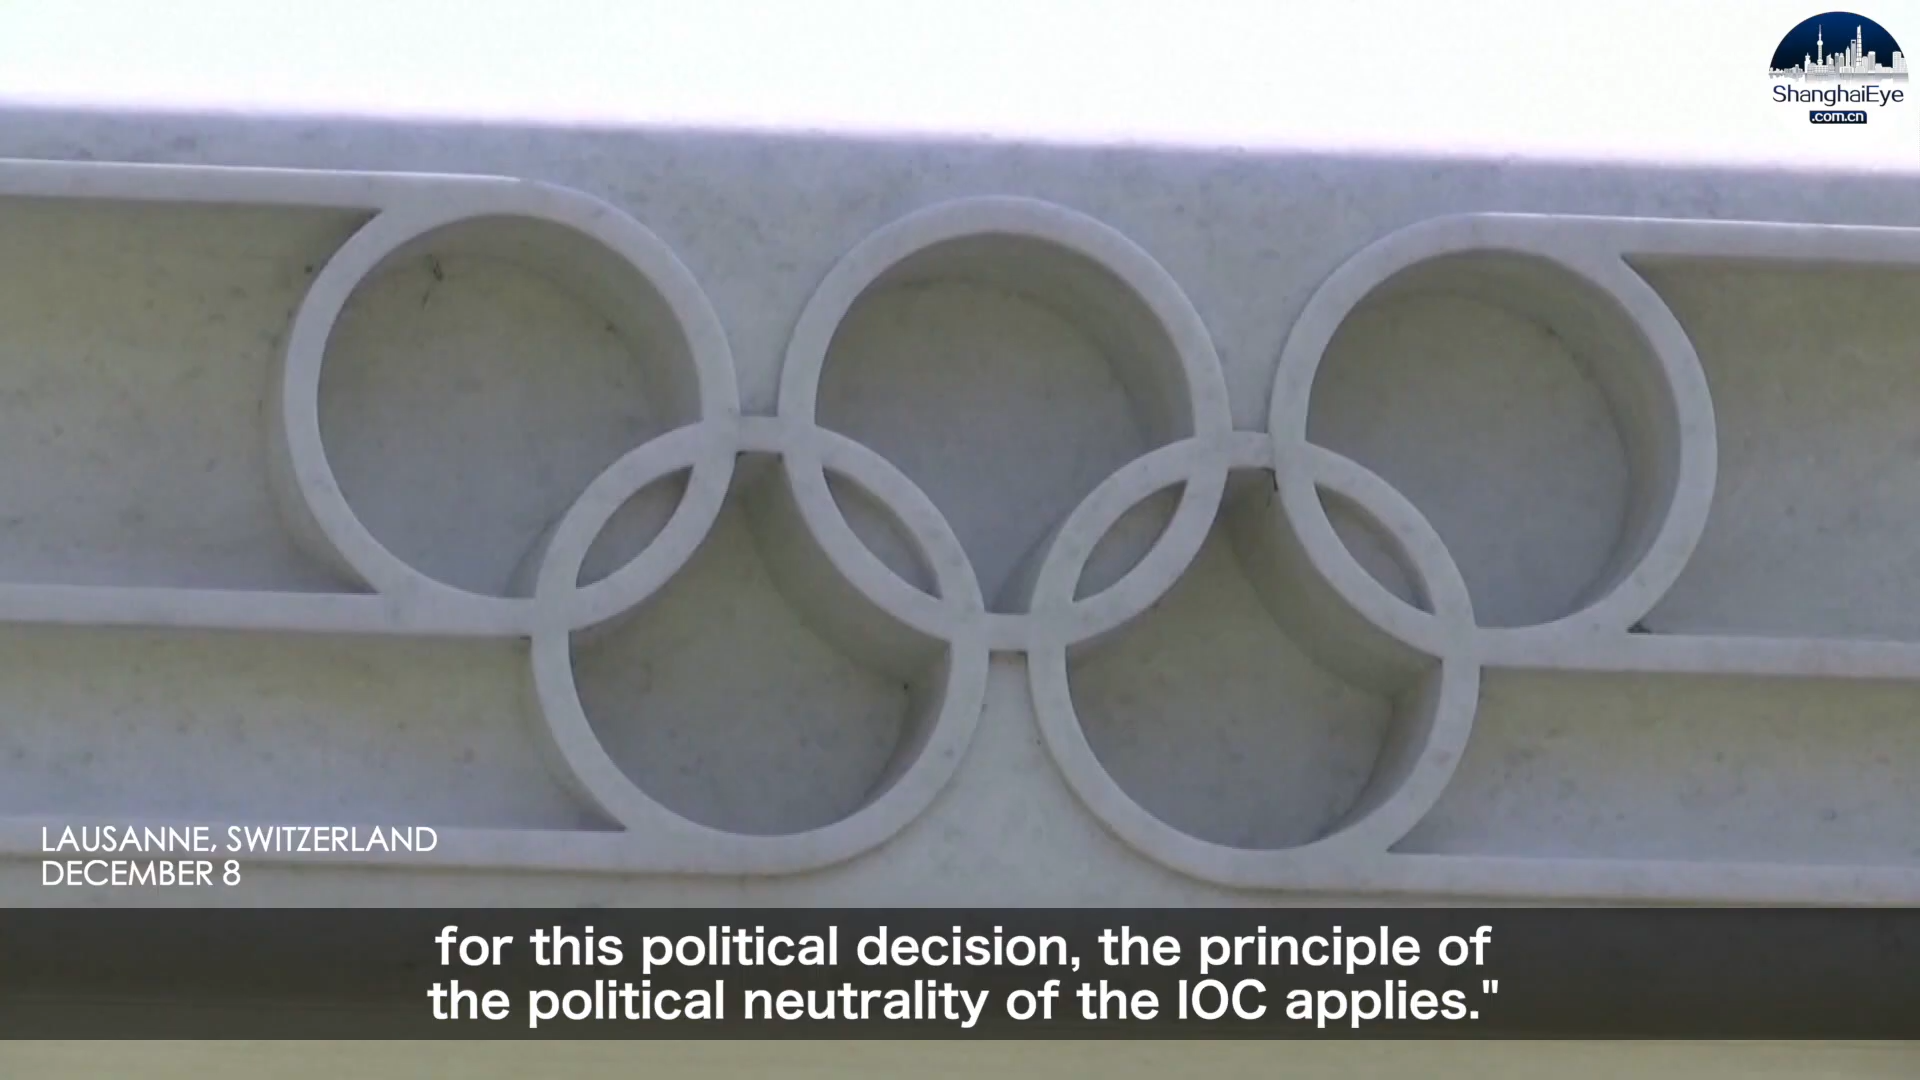 ShanghaiEye
.com.cn
LAUSANNE, SWITZERLAND
DECEMBER 8
for this political decision, the principle of
the political neutrality of the IOC applies."